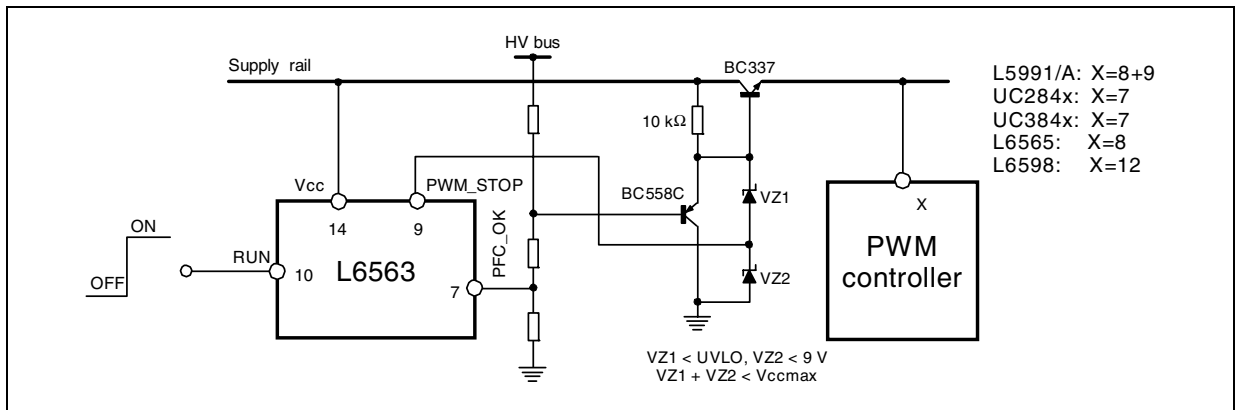 HV bus
Supply rail
BC337
L5991/A: X=8+9
UC284x: X=7
UC384x: X=7
L6565: X=8
L6598: X=12
10 kΩ
Vcc
PWM_STOP
BC558C
VZ1
X
ON
OFF
14
9
PFC_OK
RUN
10
L6563
7
VZ2
PWM
controller
VZ1 < UVLO, VZ2 < 9 V
VZ1 + VZ2 < Vccmax